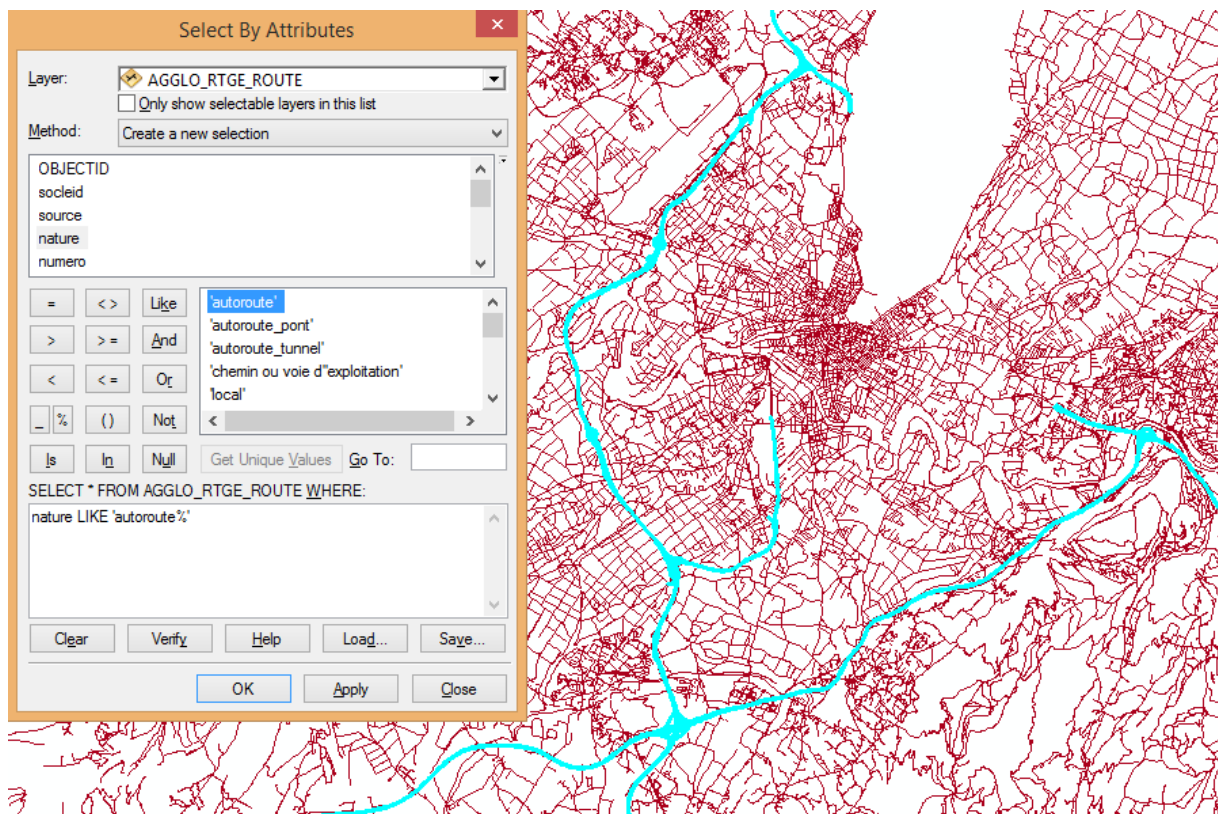 Select By Attributes
Layer: AGGLO_RTGE_ROUTE
Only show selectable layers in this list
Method: Create a new selection
OBJECTID
socleid
source
nature
numero
= < > Like
> > = And
< < = Or
_ % ( ) Not
Is In Null
'autoroute'
'autoroute_pont'
'autoroute_tunnel'
'chemin ou voie d''exploitation'
'local'
Get Unique Values Go To:
SELECT * FROM AGGLO_RTGE_ROUTE WHERE:
nature LIKE 'autoroute%'
Clear Verify Help Load... Save...
OK Apply Close